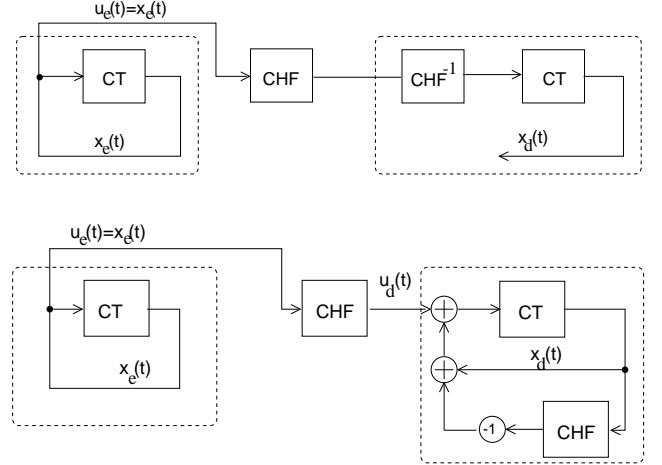 u_e(t)=x_e(t)
CT
CHF
CHF^-1
CT
x_e(t)
x_d(t)
u_e(t)=x_e(t)
u_d(t)
CT
CHF
+
CT
x_e(t)
+
x_d(t)
-1
CHF